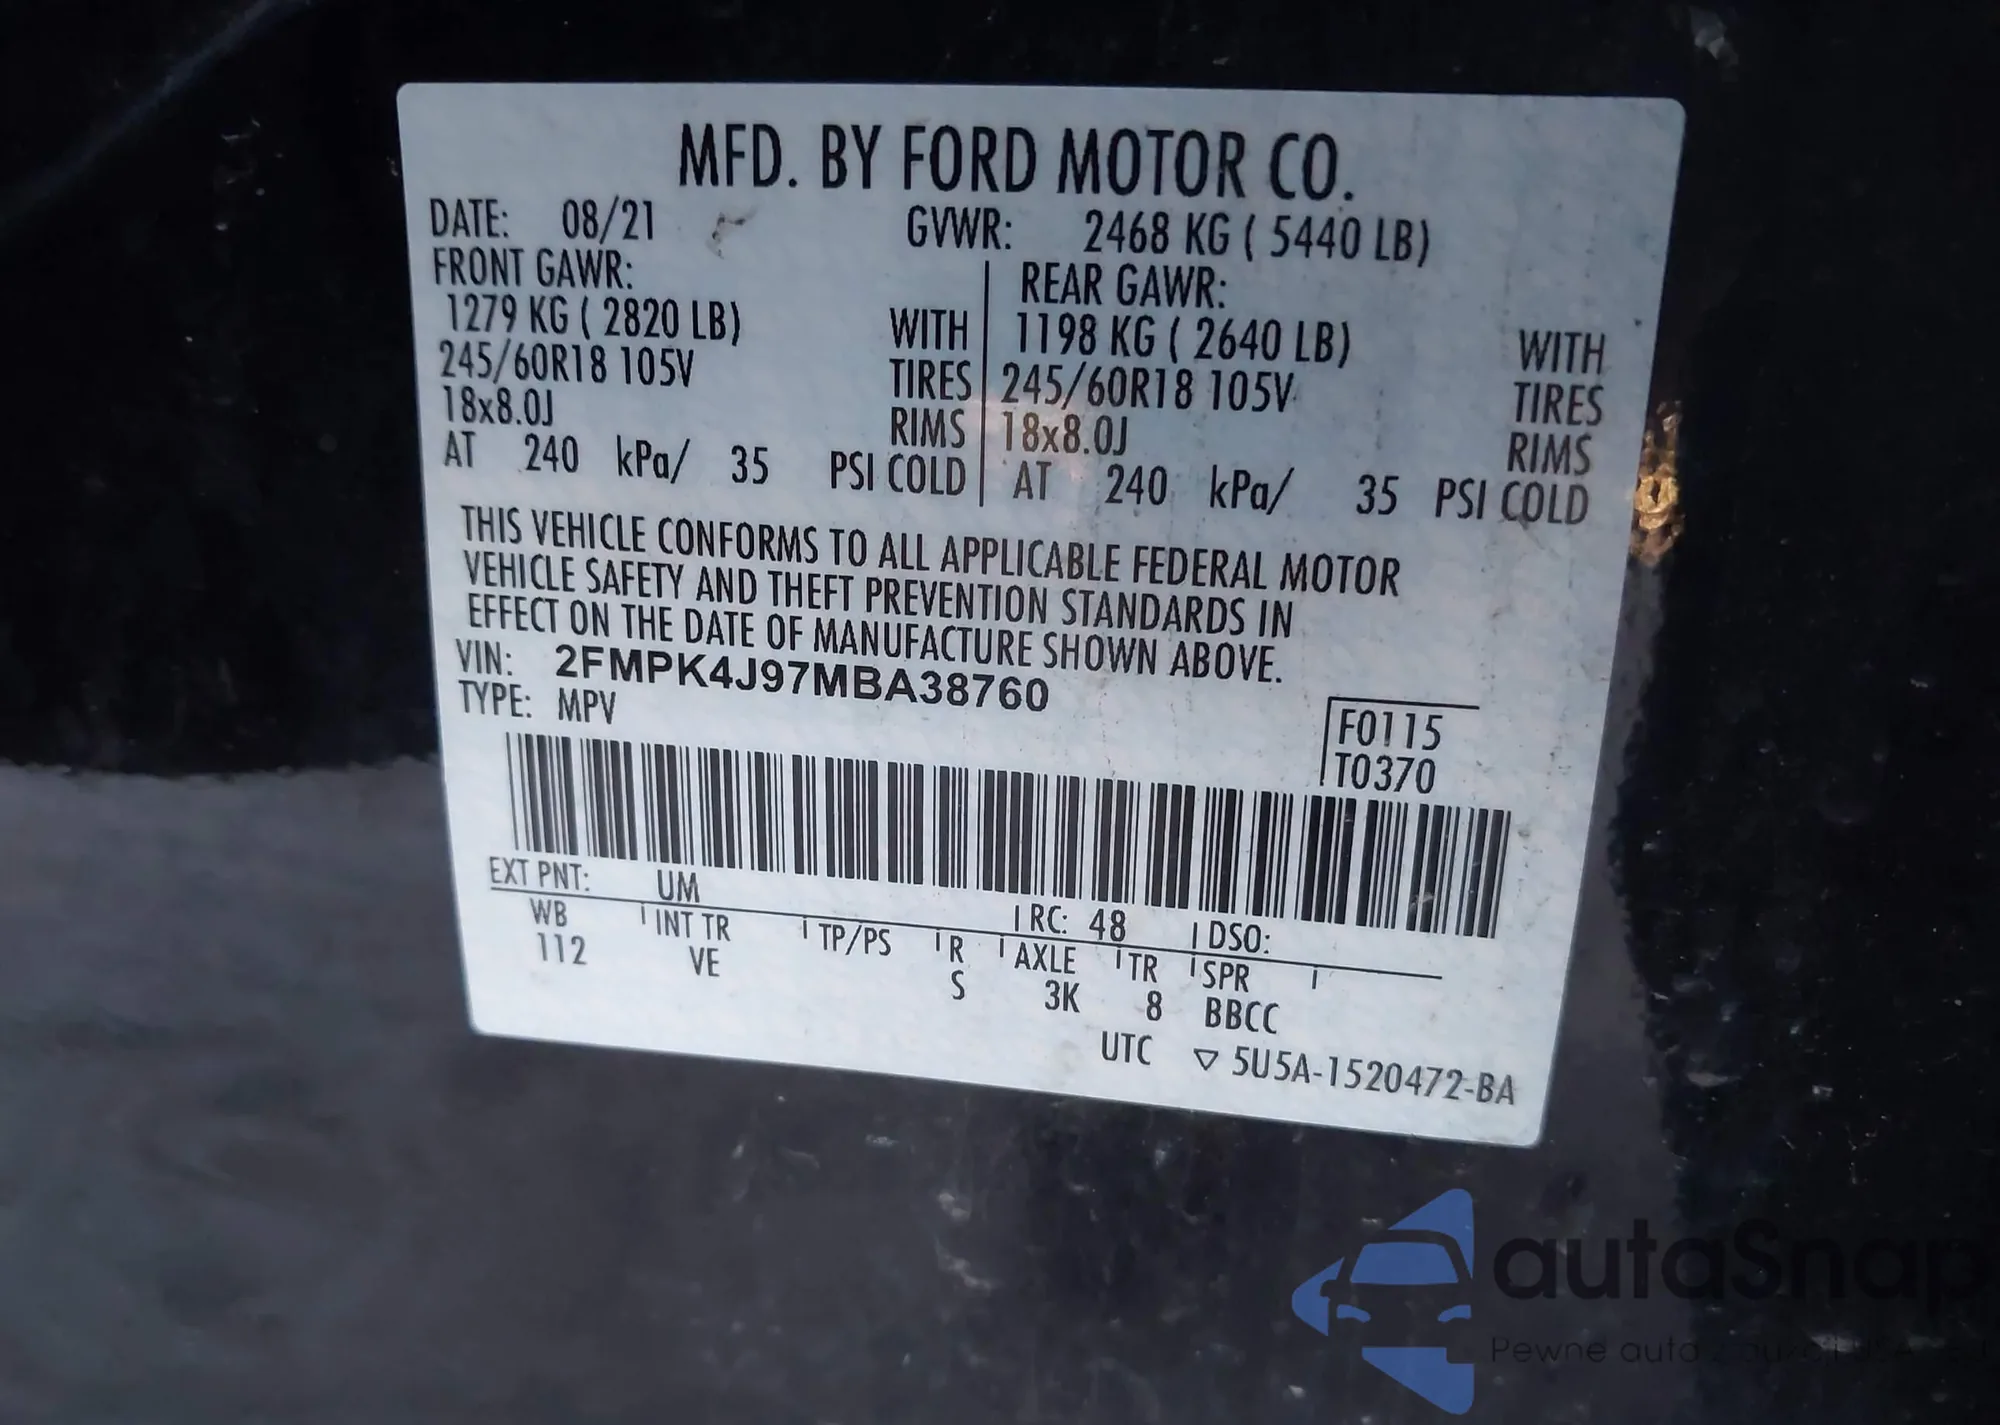 MFD. BY FORD MOTOR CO.
DATE: 08/21 GVWR: 2468 KG ( 5440 LB)
FRONT GAWR: REAR GAWR:
1279 KG ( 2820 LB) WITH 1198 KG ( 2640 LB) WITH
245/60R18 105V TIRES 245/60R18 105V TIRES
18x8.0J RIMS 18x8.0J RIMS
AT 240 kPa/ 35 PSI COLD AT 240 kPa/ 35 PSI COLD
THIS VEHICLE CONFORMS TO ALL APPLICABLE FEDERAL MOTOR
VEHICLE SAFETY AND THEFT PREVENTION STANDARDS IN
EFFECT ON THE DATE OF MANUFACTURE SHOWN ABOVE.
VIN: 2FMPK4J97MBA38760
TYPE: MPV
F0115
T0370
EXT PNT: UM RC: 48 DSO:
WB INT TR TP/PS R AXLE TR SPR
112 VE S 3K 8 BBCC
UTC ▽ 5U5A-1520472-BA
autaSnap
Pewne auta